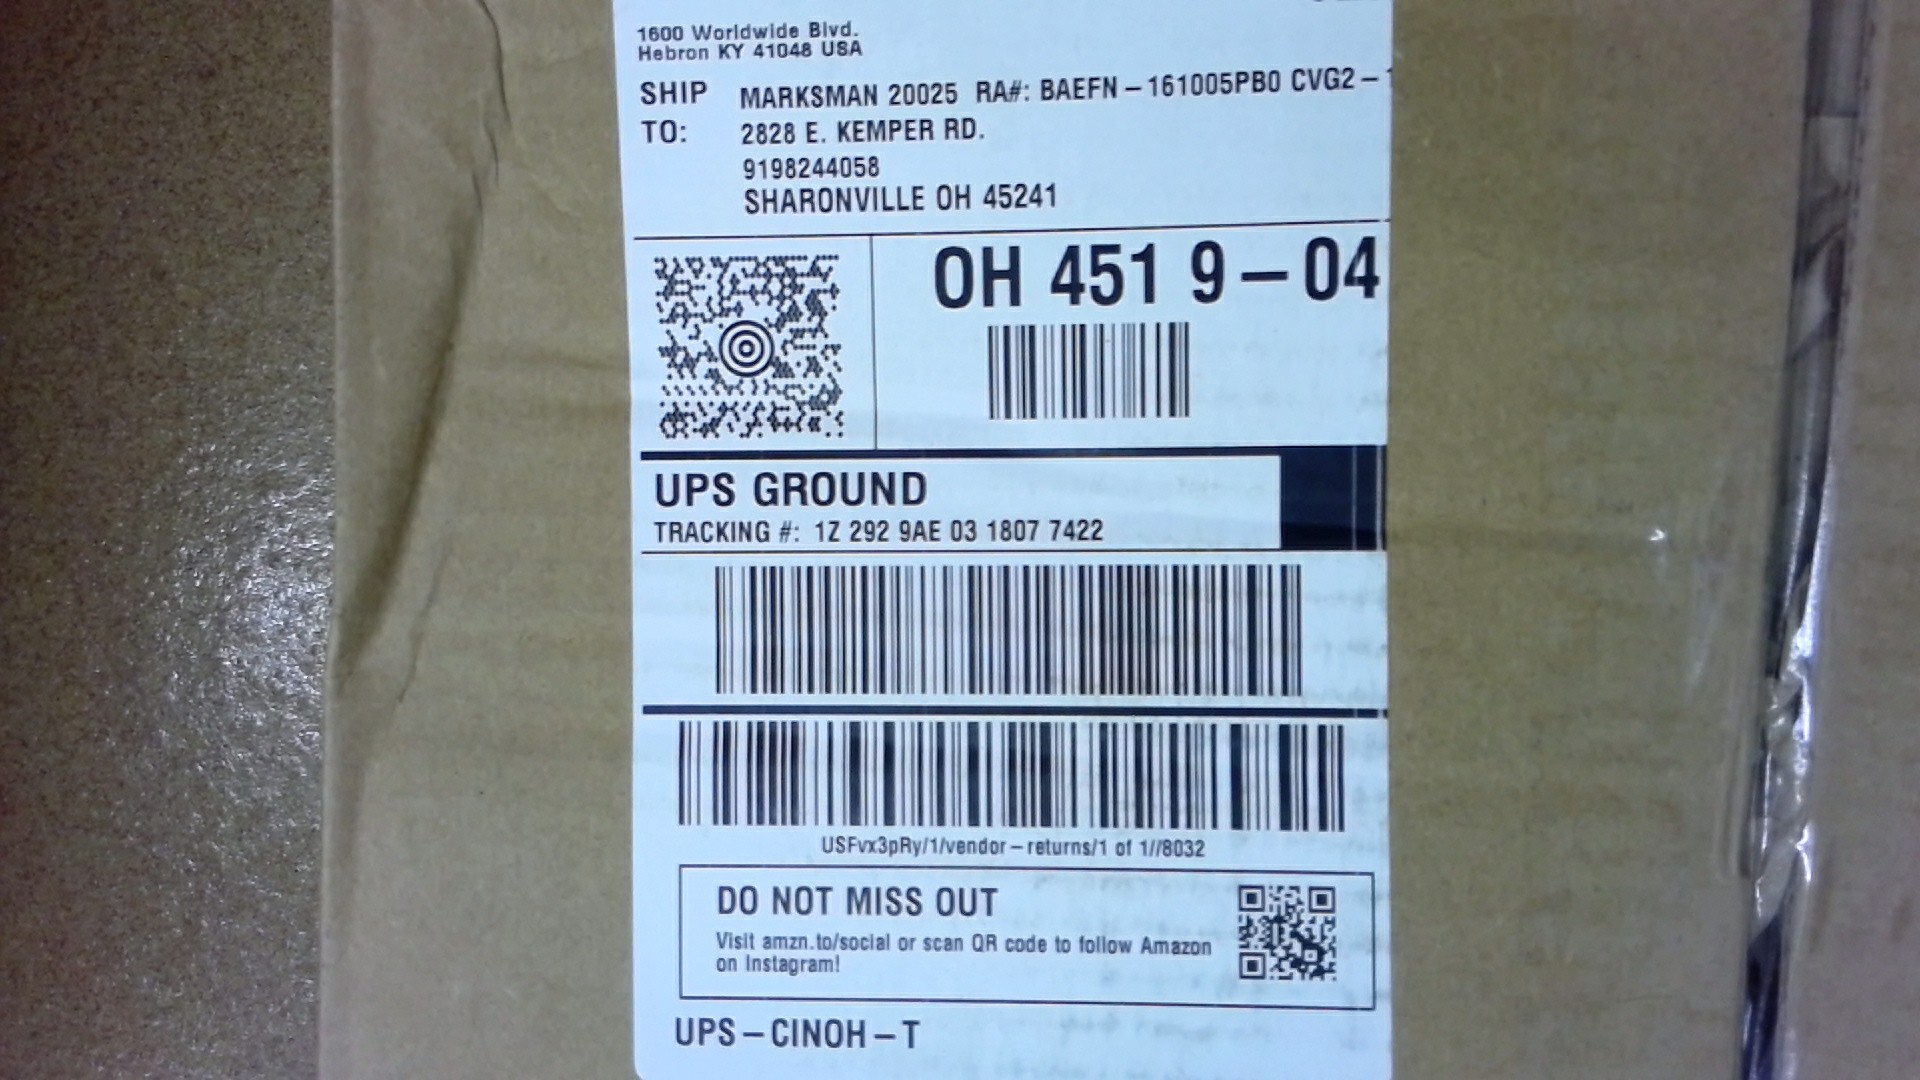 1600 Worldwide Blvd.
Hebron KY 41048 USA
SHIP TO: MARKSMAN 20025 RA#: BAEFN-161005PB0 CVG2-
2828 E. KEMPER RD.
9198244058
SHARONVILLE OH 45241
OH 451 9-04
UPS GROUND
TRACKING #: 1Z 292 9AE 03 1807 7422
USFvx3pRy/1/vendor-returns/1 of 1//8032
DO NOT MISS OUT
Visit amzn.to/social or scan QR code to follow Amazon
on Instagram!
UPS-CINOH-T